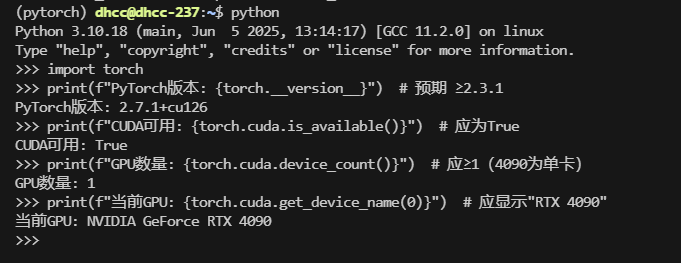 (pytorch) dhcc@dhcc-237:~$ python
Python 3.10.18 (main, Jun  5 2025, 13:14:17) [GCC 11.2.0] on linux
Type "help", "copyright", "credits" or "license" for more information.
>>> import torch
>>> print(f"PyTorch版本: {torch.__version__}")  # 预期 ≥2.3.1
PyTorch版本: 2.7.1+cu126
>>> print(f"CUDA可用: {torch.cuda.is_available()}")  # 应为True
CUDA可用: True
>>> print(f"GPU数量: {torch.cuda.device_count()}")  # 应≥1（4090为单卡）
GPU数量: 1
>>> print(f"当前GPU: {torch.cuda.get_device_name(0)}")  # 应显示"RTX 4090"
当前GPU: NVIDIA GeForce RTX 4090
>>>